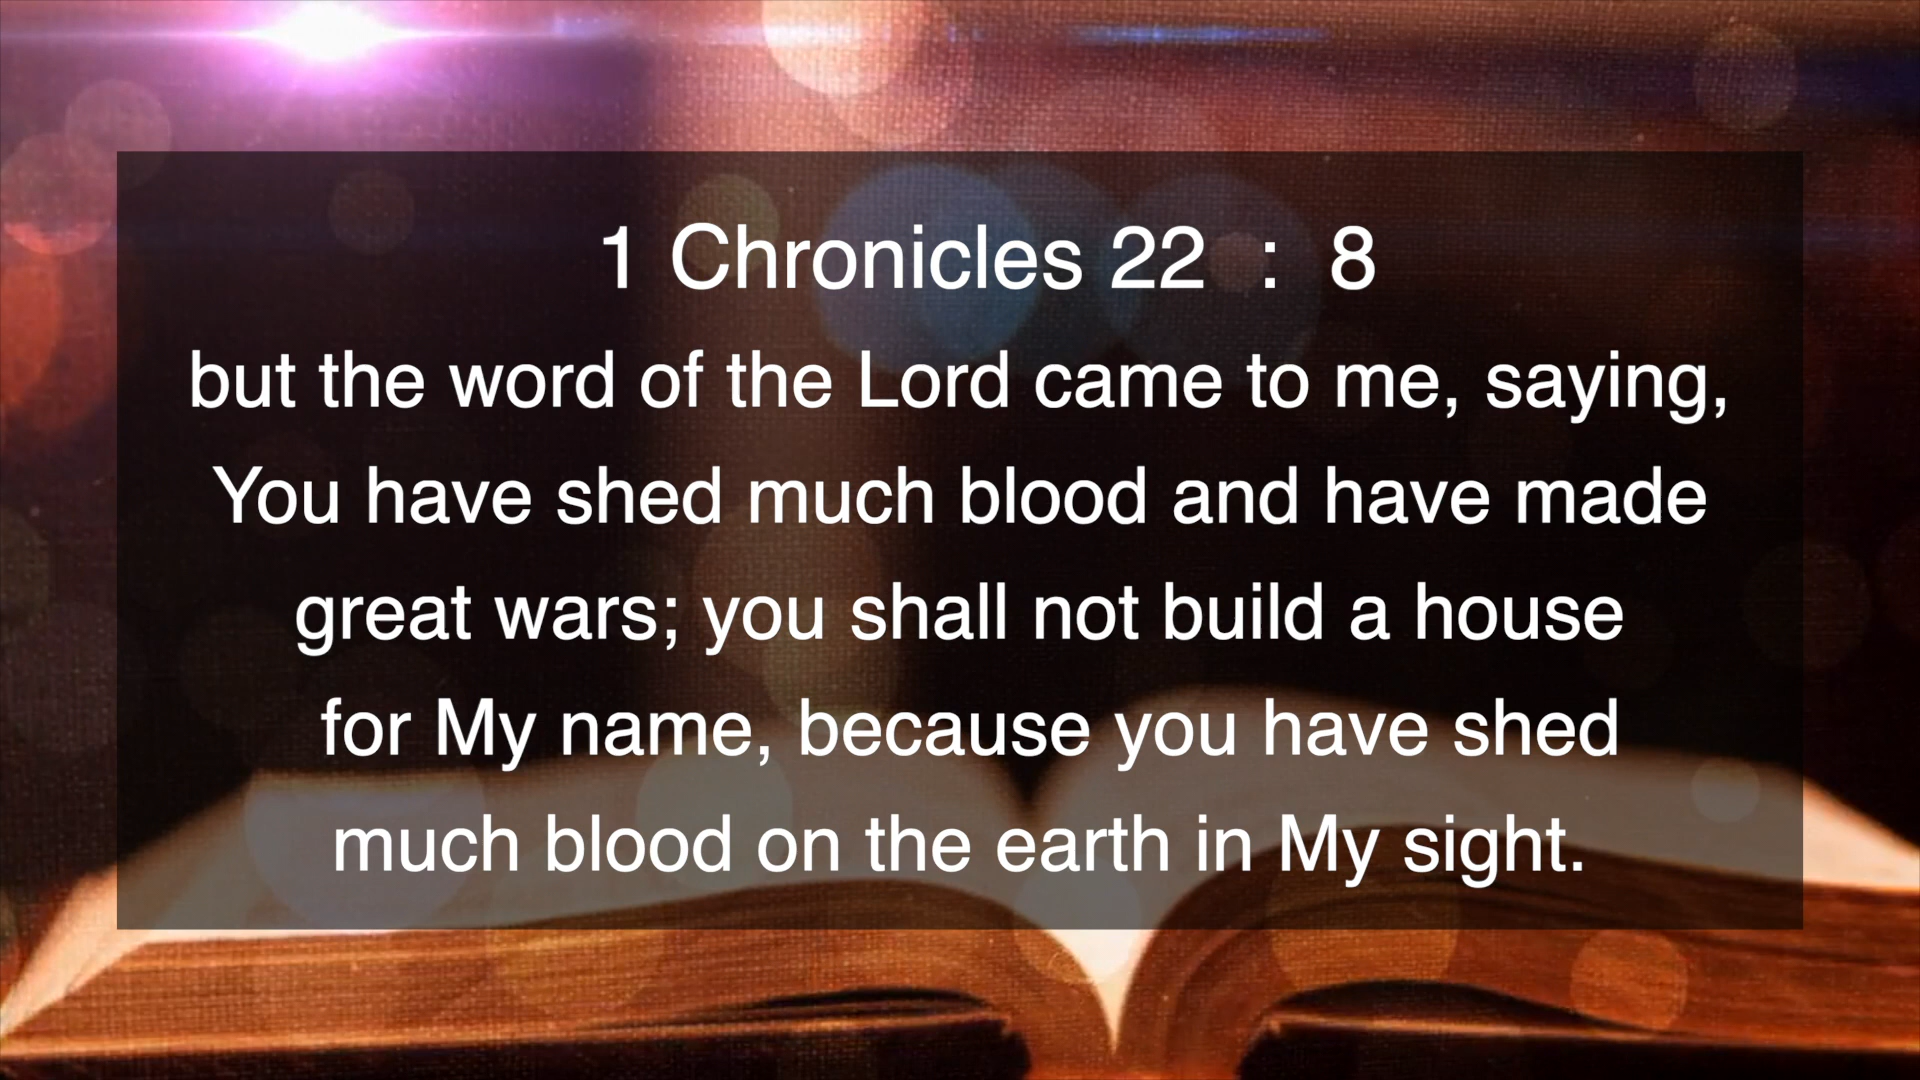 1 Chronicles 22 : 8
but the word of the Lord came to me, saying,
You have shed much blood and have made
great wars; you shall not build a house
for My name, because you have shed
much blood on the earth in My sight.